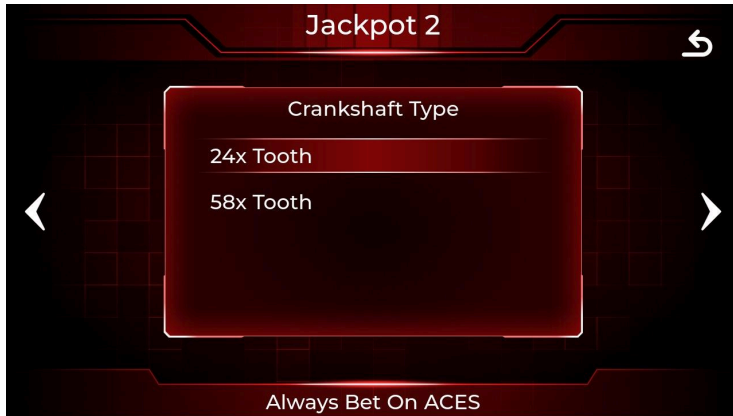 Jackpot 2
Crankshaft Type
24x Tooth
58x Tooth
Always Bet On ACES